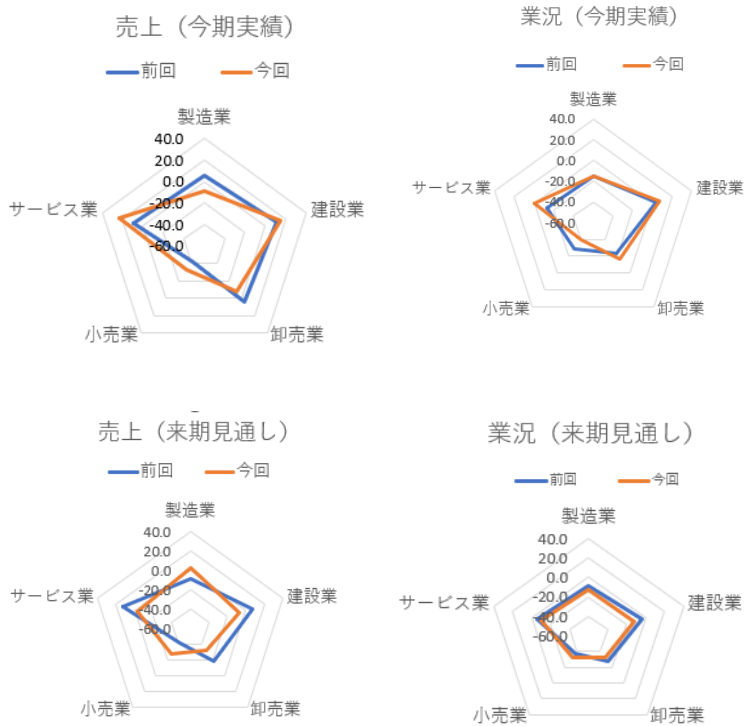 売上（今期実績）
前回 今回
製造業
40.0
20.0
0.0
-20.0
-40.0
-60.0
サービス業
建設業
小売業
卸売業
業況（今期実績）
前回 今回
製造業
40.0
20.0
0.0
-20.0
-40.0
-60.0
サービス業
建設業
小売業
卸売業
売上（来期見通し）
前回 今回
製造業
40.0
20.0
0.0
-20.0
-40.0
-60.0
サービス業
建設業
小売業
卸売業
業況（来期見通し）
前回 今回
製造業
40.0
20.0
0.0
-20.0
-40.0
-60.0
サービス業
建設業
小売業
卸売業